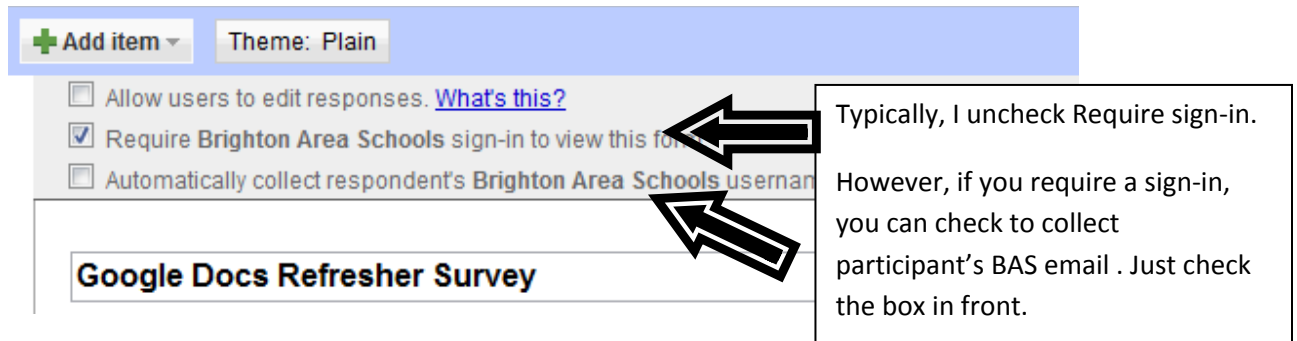 Add item Theme: Plain
Allow users to edit responses. What's this?
Require Brighton Area Schools sign-in to view this
Automatically collect respondent's Brighton Area Schools
Google Docs Refresher Survey
Typically, I uncheck Require sign-in.
However, if you require a sign-in,
you can check to collect
participant's BAS email . Just check
the box in front.